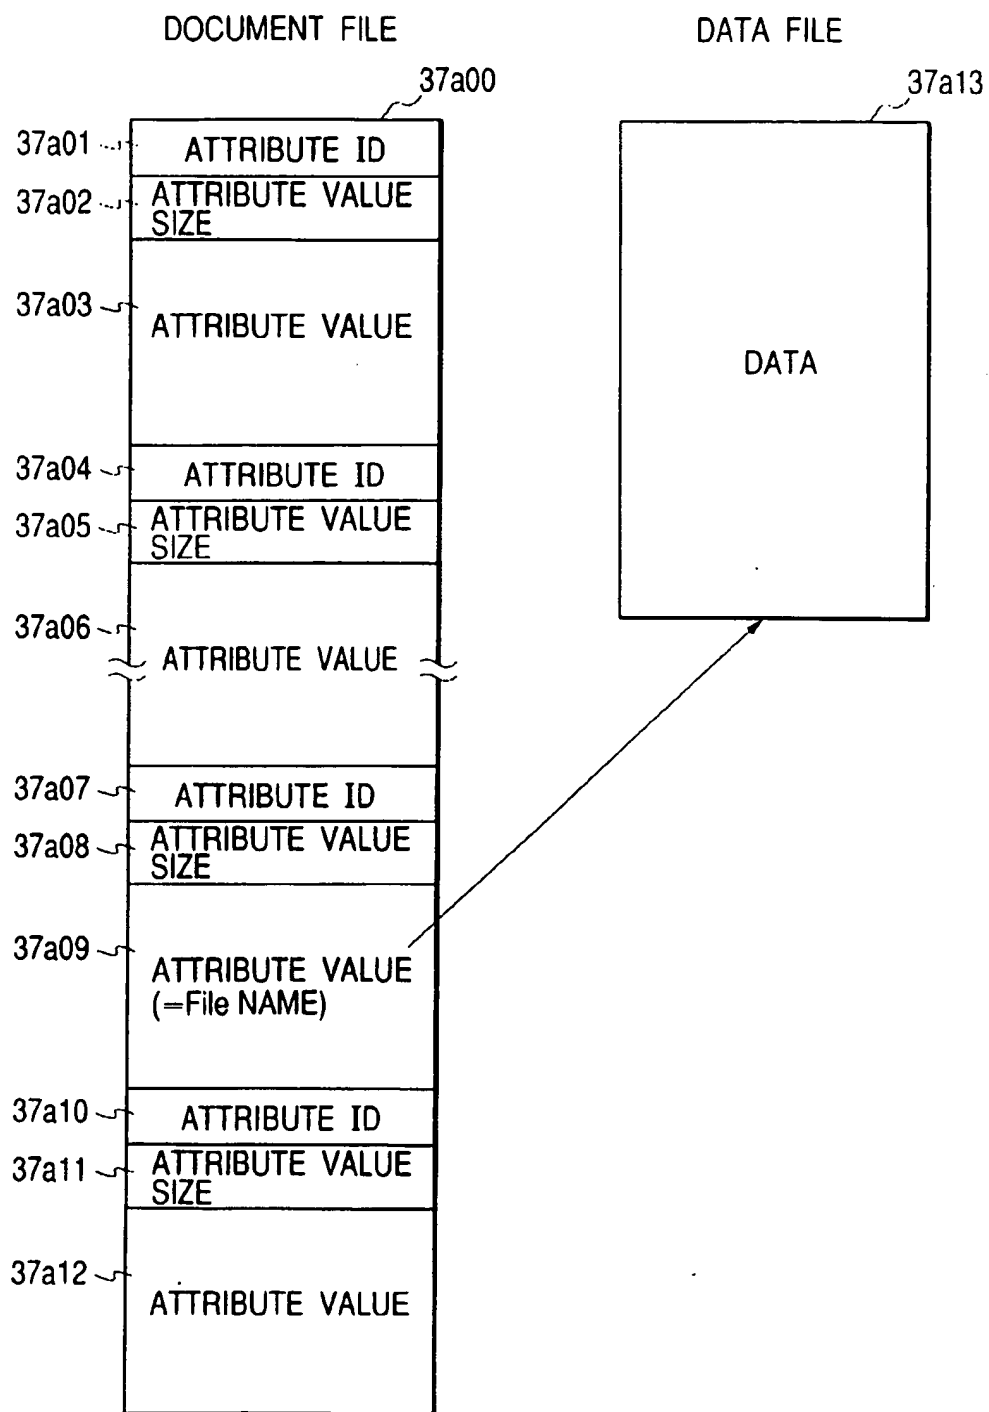 DOCUMENT FILE
DATA FILE
37a00
37a13
37a01
ATTRIBUTE ID
37a02
ATTRIBUTE VALUE
SIZE
37a03
ATTRIBUTE VALUE
DATA
37a04
ATTRIBUTE ID
37a05
ATTRIBUTE VALUE
SIZE
37a06
ATTRIBUTE VALUE
37a07
ATTRIBUTE ID
37a08
ATTRIBUTE VALUE
SIZE
37a09
ATTRIBUTE VALUE
(=File NAME)
37a10
ATTRIBUTE ID
37a11
ATTRIBUTE VALUE
SIZE
37a12
ATTRIBUTE VALUE